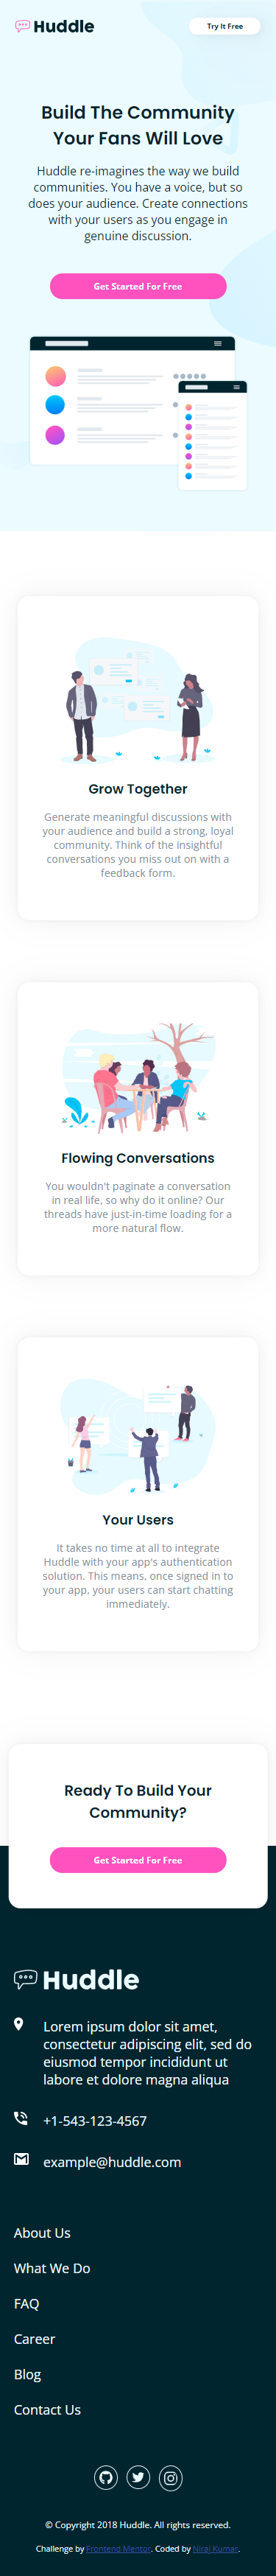 Huddle
Try It Free
Build The Community
Your Fans Will Love
Huddle re-imagines the way we build
communities. You have a voice, but so
does your audience. Create connections
with your users as you engage in
genuine discussion.
Get Started For Free
Grow Together
Generate meaningful discussions with
your audience and build a strong, loyal
community. Think of the insightful
conversations you miss out on with a
feedback form.
Flowing Conversations
You wouldn't paginate a conversation
in real life, so why do it online? Our
threads have just-in-time loading for a
more natural flow.
Your Users
It takes no time at all to integrate
Huddle with your app's authentication
solution. This means, once signed in to
your app, your users can start chatting
immediately.
Ready To Build Your
Community?
Get Started For Free
Huddle
Lorem ipsum dolor sit amet,
consectetur adipiscing elit, sed do
eiusmod tempor incididunt ut
labore et dolore magna aliqua
+1-543-123-4567
example@huddle.com
About Us
What We Do
FAQ
Career
Blog
Contact Us
© Copyright 2018 Huddle. All rights reserved.
Challenge by Frontend Mentor. Coded by Niraj Kumar.